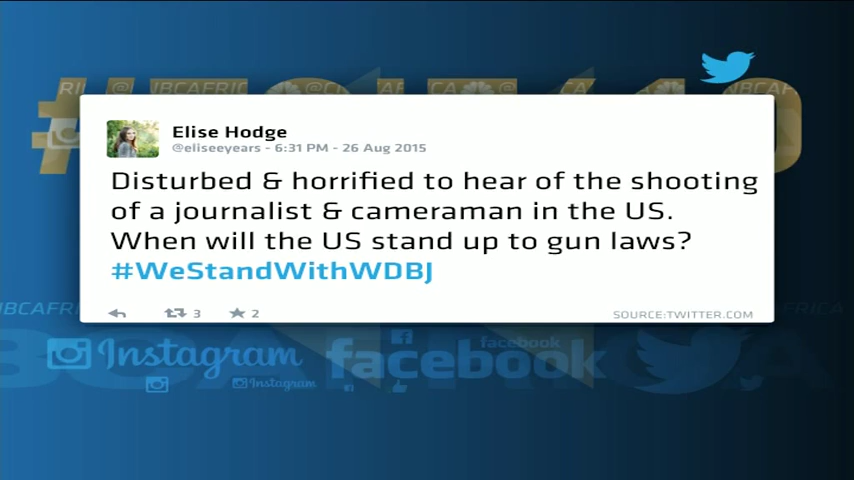 Elise Hodge
@eliseeyears - 6:31 PM - 26 Aug 2015
Disturbed & horrified to hear of the shooting
of a journalist & cameraman in the US.
When will the US stand up to gun laws?
#WeStandWithWDBJ
3 2
SOURCE:TWITTER.COM
Instagram
facebook
facebook
Instagram